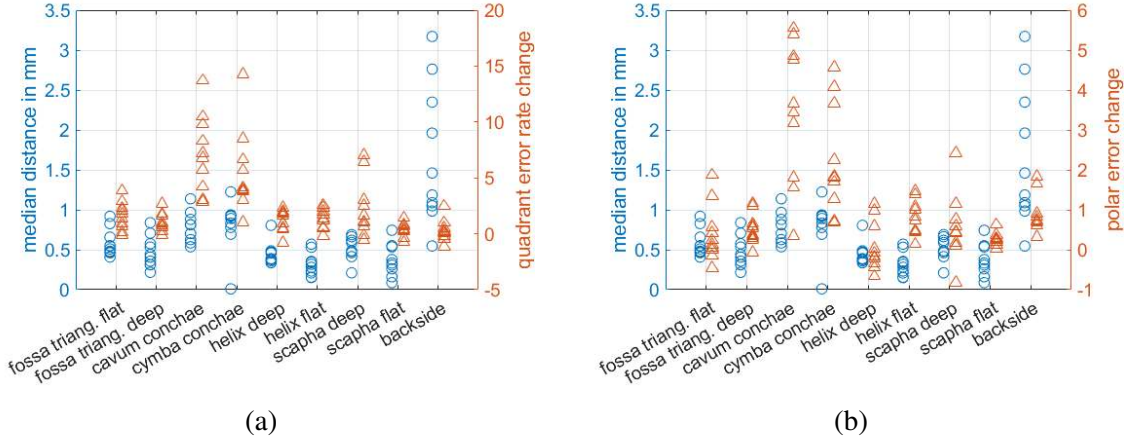 3.5
3
2.5
2
1.5
1
0.5
0
median distance in mm
20
15
10
5
0
-5
quadrant error rate change
fossa triang. flat
fossa triang. deep
cavum conchae
cymba conchae
helix deep
helix flat
scapha deep
scapha flat
backside
(a)
3.5
3
2.5
2
1.5
1
0.5
0
median distance in mm
6
5
4
3
2
1
0
-1
polar error change
fossa triang. flat
fossa triang. deep
cavum conchae
cymba conchae
helix deep
helix flat
scapha deep
scapha flat
backside
(b)